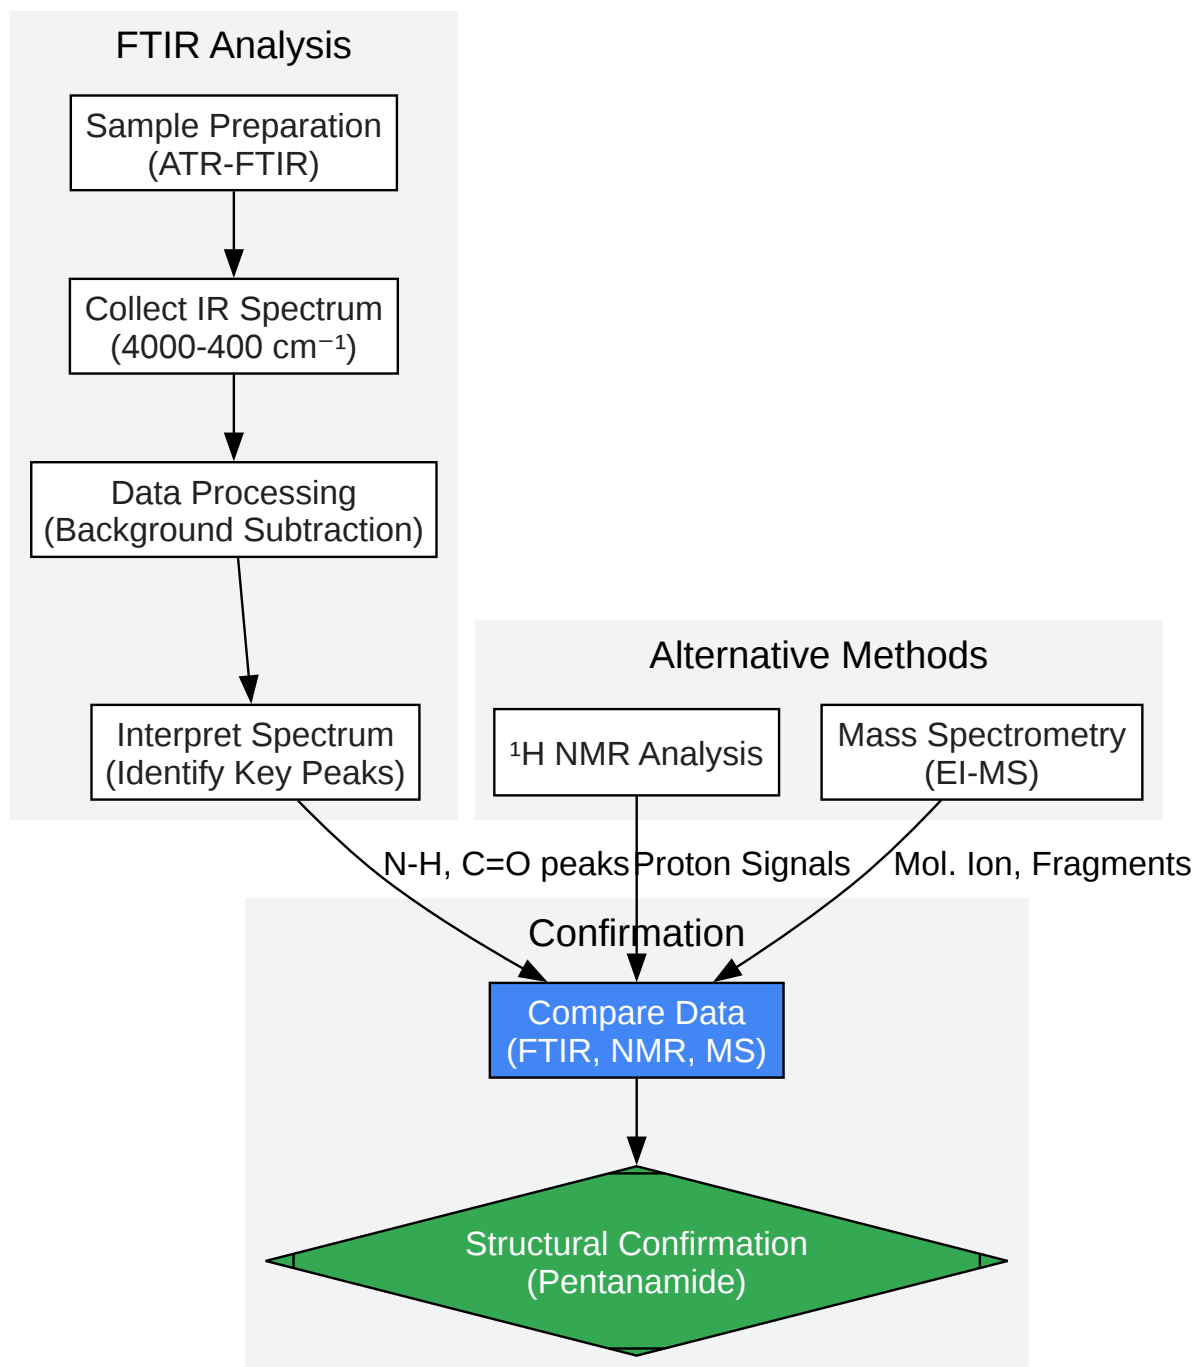 FTIR Analysis
Sample Preparation
(ATR-FTIR)
Collect IR Spectrum
(4000-400 cm⁻¹)
Data Processing
(Background Subtraction)
Interpret Spectrum
(Identify Key Peaks)
Alternative Methods
¹H NMR Analysis
Mass Spectrometry
(EI-MS)
N-H, C=O peaks
Proton Signals
Mol. Ion, Fragments
Confirmation
Compare Data
(FTIR, NMR, MS)
Structural Confirmation
(Pentanamide)